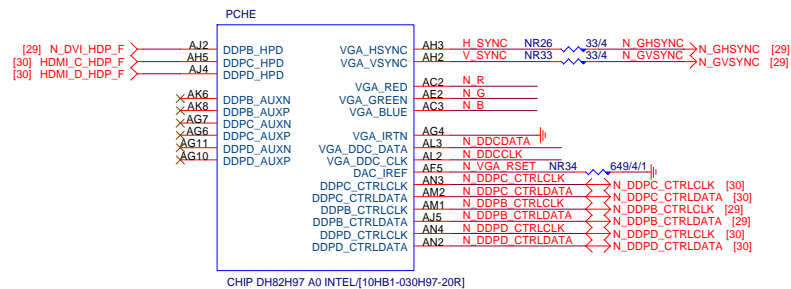 PCHE
[29] N_DVI_HDP_F AJ2 DDPB_HPD VGA_HSYNC AH3 H_SYNC NR26 33/4 N_GHSYNC N_GHSYNC [29]
[30] HDMI_C_HDP_F AH5 DDPC_HPD VGA_VSYNC AH2 V_SYNC NR33 33/4 N_GVSYNC N_GVSYNC [29]
[30] HDMI_D_HDP_F AJ4 DDPD_HPD
VGA_RED AC2 N_R
AK6 DDPB_AUXN VGA_GREEN AE2 N_G
AK8 DDPB_AUXP VGA_BLUE AC3 N_B
AG7 DDPC_AUXN
AG6 DDPC_AUXP VGA_IRTN AG4
AG11 DDPD_AUXN VGA_DDC_DATA AL3 N_DDCDATA
AG10 DDPD_AUXP VGA_DDC_CLK AL2 N_DDCCLK
DAC_IREF AF5 N_VGA_RSET NR34 649/4/1
DDPC_CTRLCLK AN3 N_DDPC_CTRLCLK N_DDPC_CTRLCLK [30]
DDPC_CTRLDATA AM2 N_DDPC_CTRLDATA N_DDPC_CTRLDATA [30]
DDPB_CTRLCLK AM1 N_DDPB_CTRLCLK N_DDPB_CTRLCLK [29]
DDPB_CTRLDATA AJ5 N_DDPB_CTRLDATA N_DDPB_CTRLDATA [29]
DDPD_CTRLCLK AN4 N_DDPD_CTRLCLK N_DDPD_CTRLCLK [30]
DDPD_CTRLDATA AN2 N_DDPD_CTRLDATA N_DDPD_CTRLDATA [30]
CHIP DH82H97 A0 INTEL/[10HB1-030H97-20R]